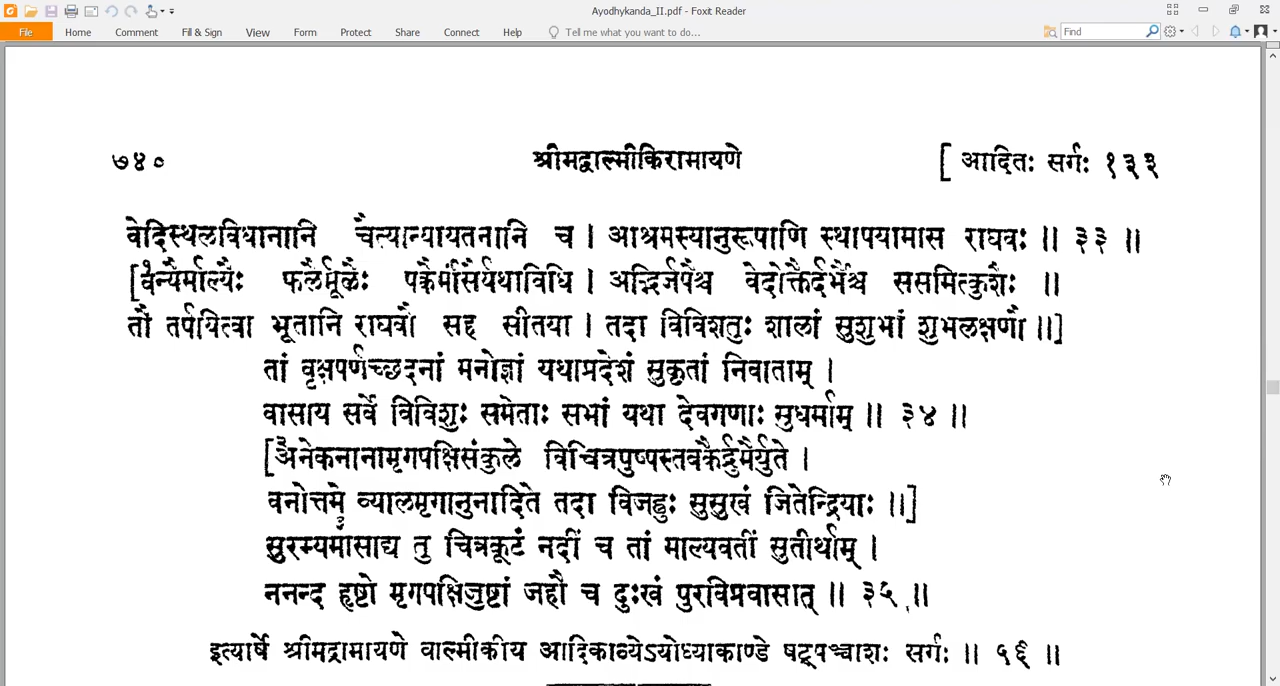 Ayodhykanda_II.pdf - Foxit Reader
File Home Comment Fill & Sign View Form Protect Share Connect Help Tell me what you want to do... Find
७४० श्रीमद्वाल्मीकिरामायणे [ आदितः सर्गः १३३
वेदिस्थलविधानानि चैत्यान्यायतनानि च । आश्रमस्यानुरूपाणि स्थापयामास राघवः ॥ ३३ ॥
[वन्यैर्माल्यैः फलैर्मूलैः पक्कैर्मांसैर्यथाविधि । अद्भिर्जपैश्च वेदोक्तैर्दर्भैश्च ससमित्कुशैः ॥
तौ तर्पयित्वा भूतानि राघवौ सह सीतया । तदा विविशतुः शालां सुशुभां शुभलक्षणौ ॥]
तां वृक्षपर्णच्छदनां मनोज्ञां यथाप्रदेशं सुकृतां निवाताम् ।
वासाय सर्वे विविशुः समेताः सभां यथा देवगणाः सुधर्माम् ॥ ३४ ॥
[अनेकनानामृगपक्षिसंकुले विचित्रपुष्पस्तबकैर्द्रुमैर्युते ।
वनोत्तमे व्यालमृगानुनादिते तदा विजह्रुः सुसुखं जितेन्द्रियाः ॥]
सुरम्यमासाद्य तु चित्रकूटं नदीं च तां माल्यवतीं सुतीर्थाम् ।
ननन्द हृष्टो मृगपक्षिजुष्टां जहौ च दुःखं पुरविप्रवासात् ॥ ३५ ॥
इत्यार्षे श्रीमद्रामायणे वाल्मीकीय आदिकाव्येऽयोध्याकाण्डे षट्पञ्चाशः सर्गः ॥ ५६ ॥